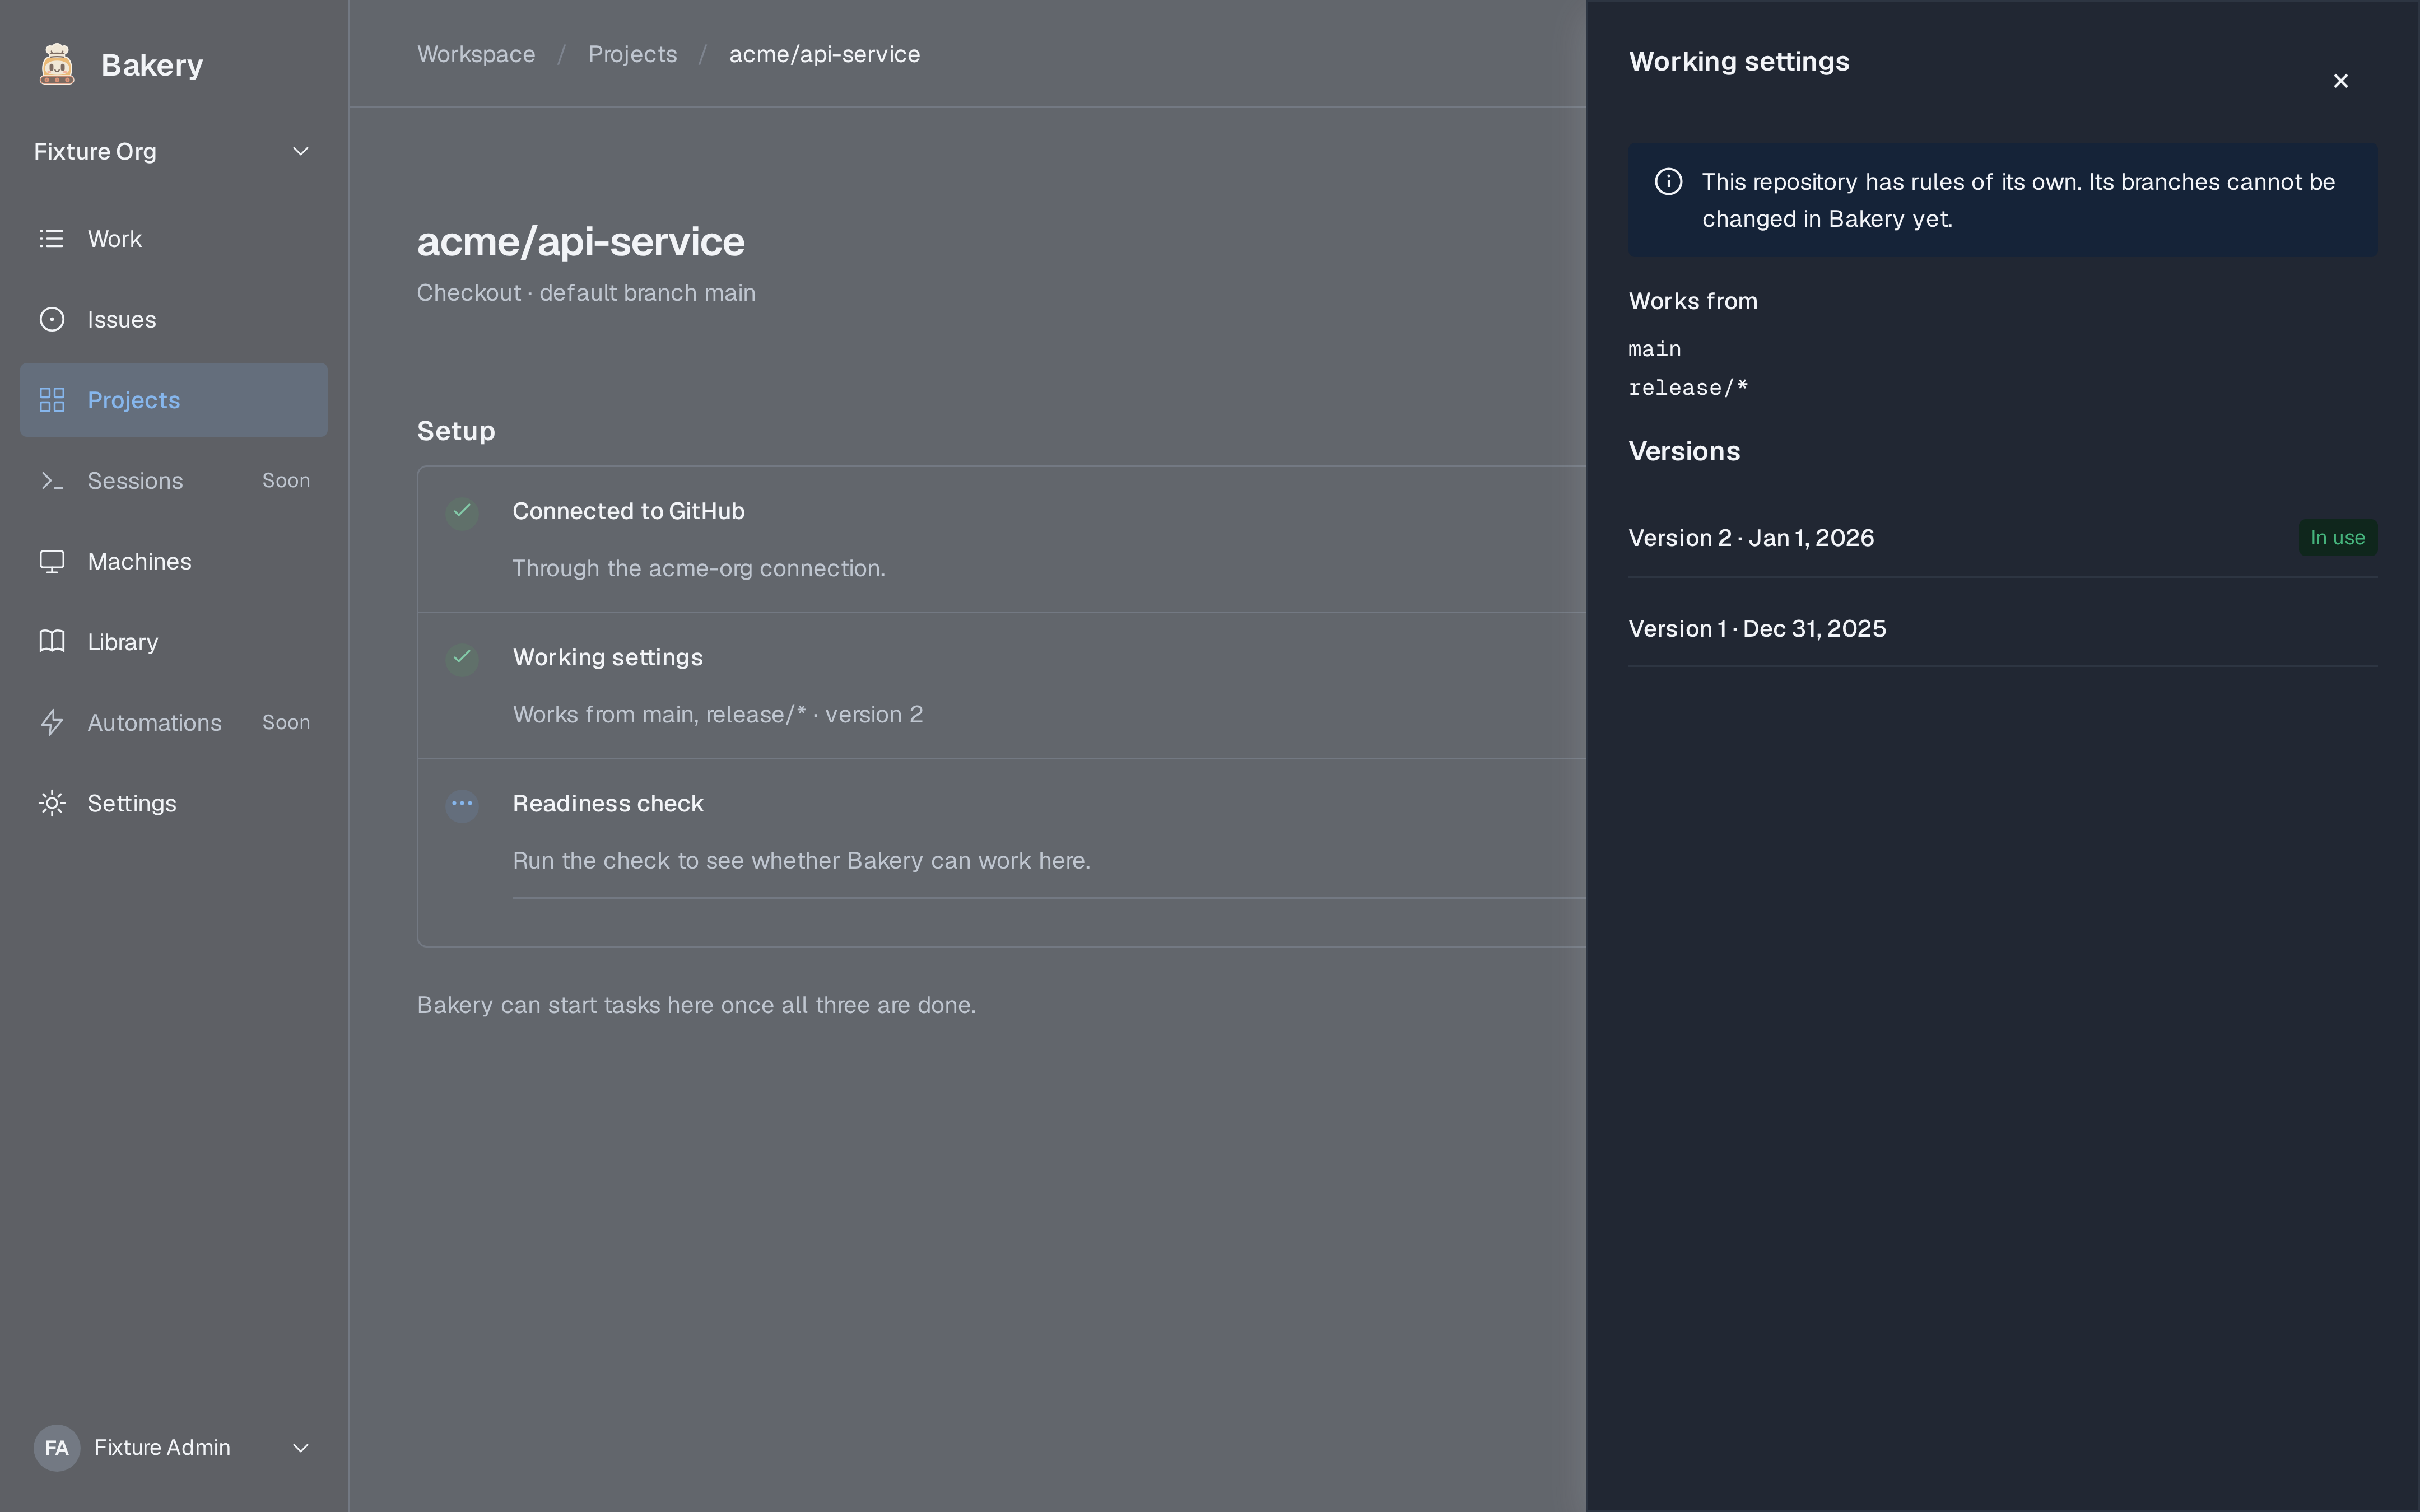 Bakery
Fixture Org
Work
Issues
Projects
Sessions Soon
Machines
Library
Automations Soon
Settings
FA Fixture Admin
Workspace / Projects / acme/api-service
acme/api-service
Checkout · default branch main
Setup
Connected to GitHub
Through the acme-org connection.
Working settings
Works from main, release/* · version 2
Readiness check
Run the check to see whether Bakery can work here.
Bakery can start tasks here once all three are done.
Working settings
This repository has rules of its own. Its branches cannot be
changed in Bakery yet.
Works from
main
release/*
Versions
Version 2 · Jan 1, 2026 In use
Version 1 · Dec 31, 2025